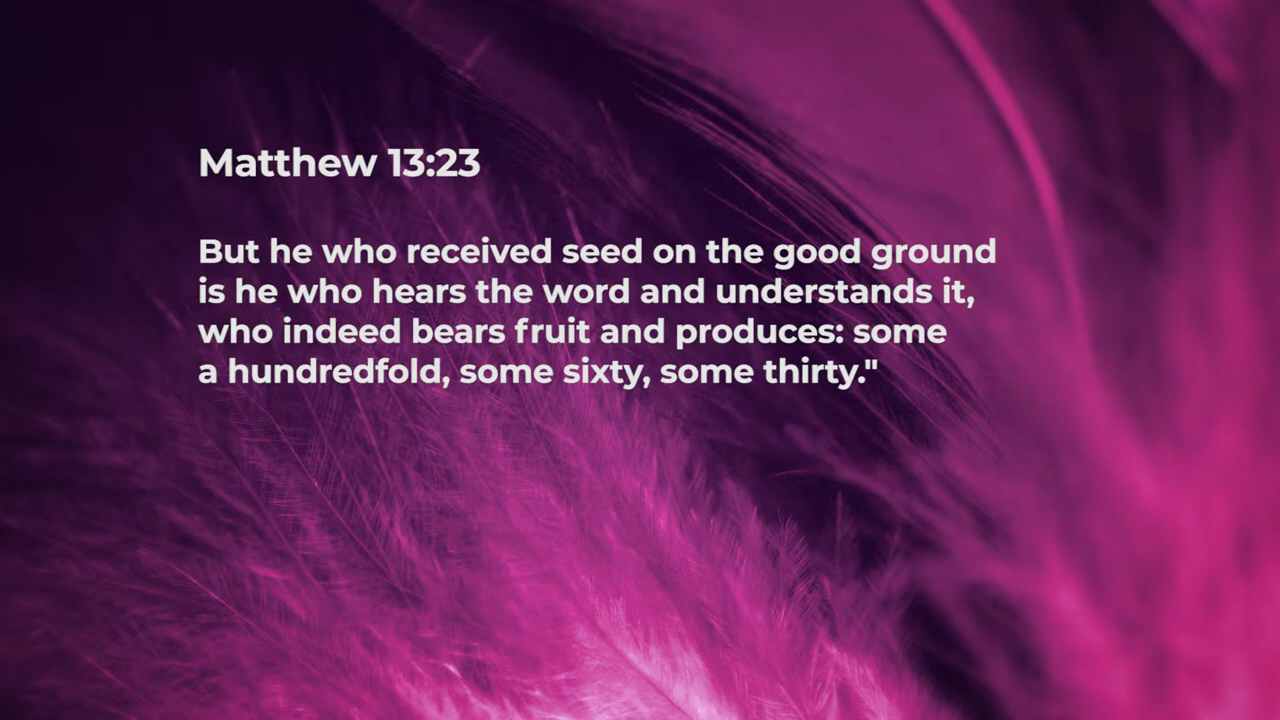 Matthew 13:23
But he who received seed on the good ground
is he who hears the word and understands it,
who indeed bears fruit and produces: some
a hundredfold, some sixty, some thirty."